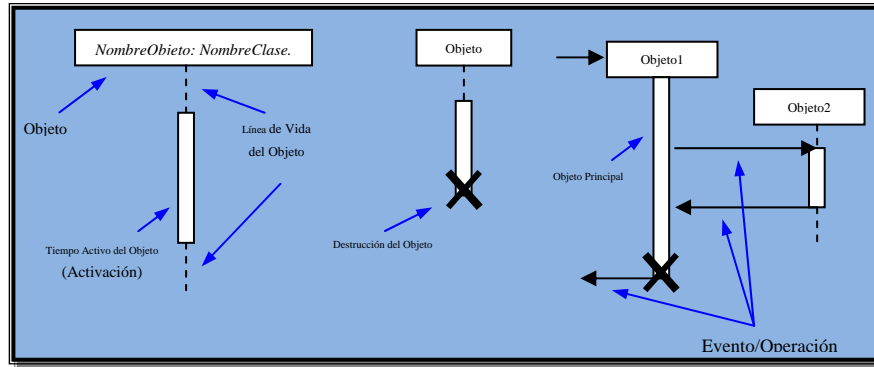 NombreObjeto: NombreClase.
Objeto
Línea de Vida
del Objeto
Tiempo Activo del Objeto
(Activación)
Objeto
Destrucción del Objeto
Objeto1
Objeto2
Objeto Principal
Evento/Operación